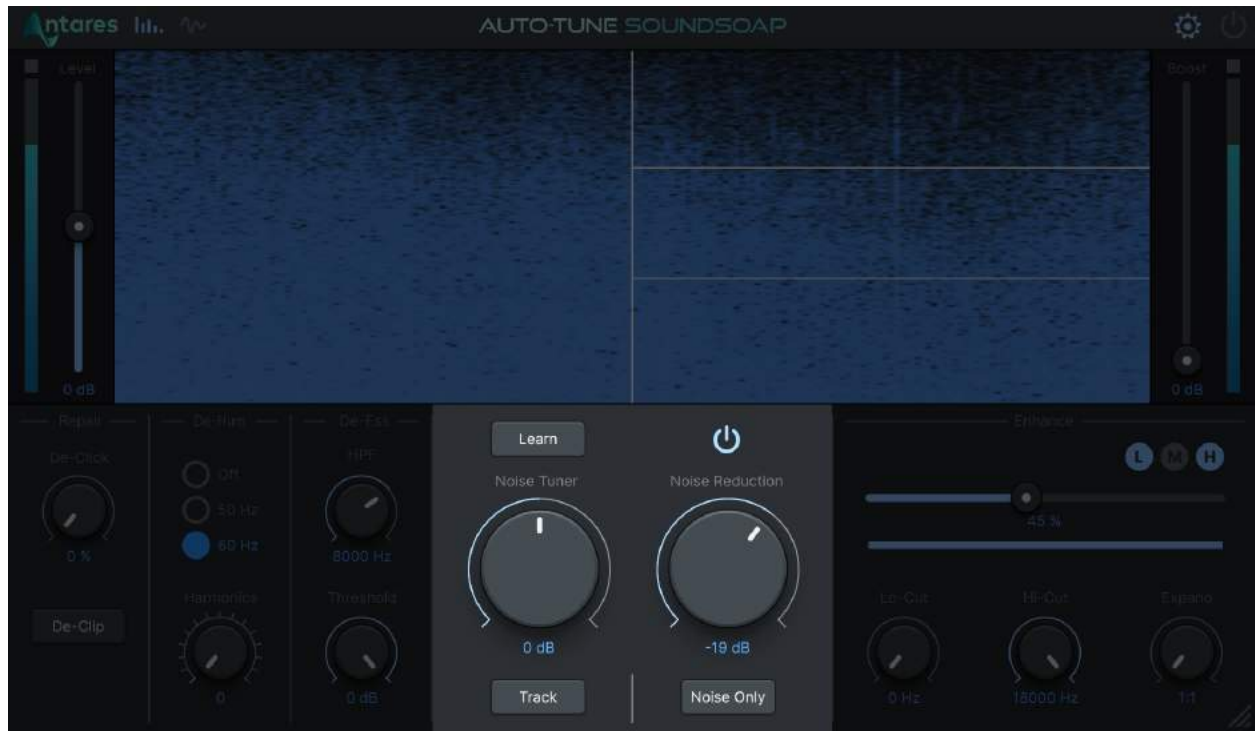 Antares
AUTO-TUNE SOUNDSOAP
Level
Boost
0 dB
0 dB
Repair
De-Hum
De-Ess
Enhance
De-Click
0 %
De-Clip
Off
50 Hz
60 Hz
Harmonics
0
HPF
8000 Hz
Threshold
0 dB
Learn
Noise Tuner
0 dB
Track
Noise Reduction
-19 dB
Noise Only
L M H
45 %
Lo-Cut
Hi-Cut
Expand
0 Hz
18000 Hz
1:1